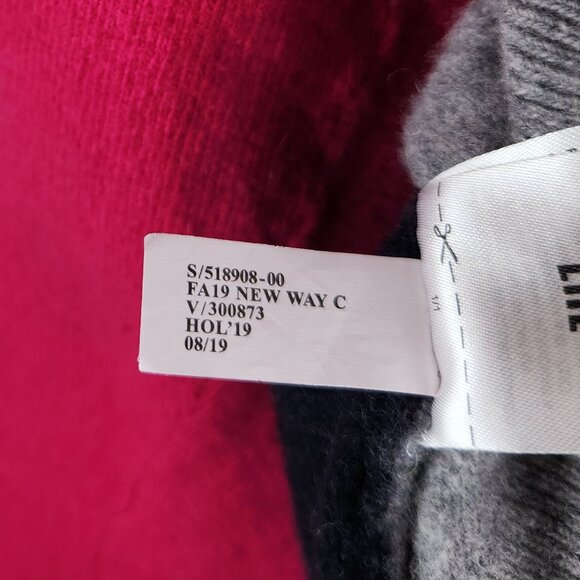 S/518908-00
FA19 NEW WAY C
V/300873
HOL'19
08/19